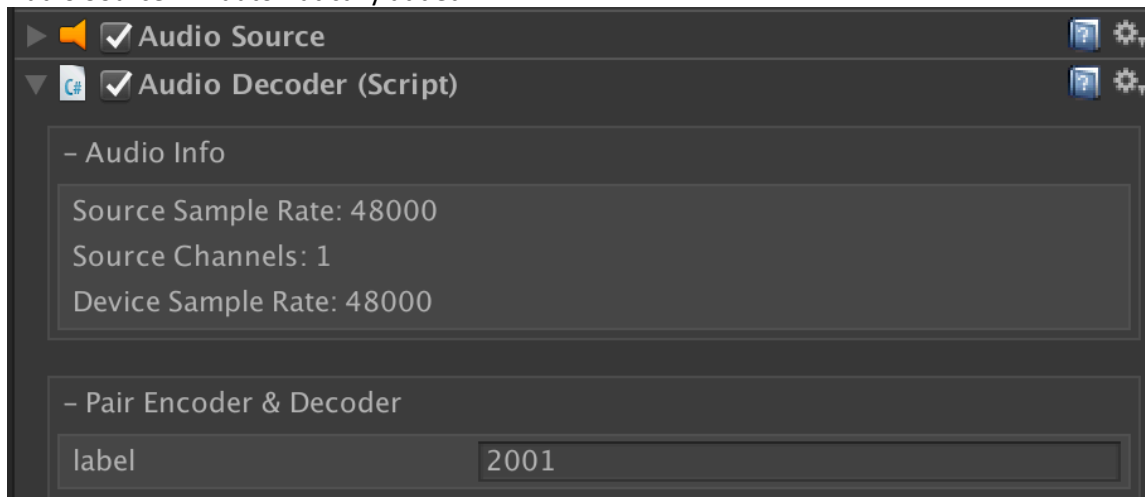 Audio Source
C# Audio Decoder (Script)
– Audio Info
Source Sample Rate: 48000
Source Channels: 1
Device Sample Rate: 48000
– Pair Encoder & Decoder
label 2001